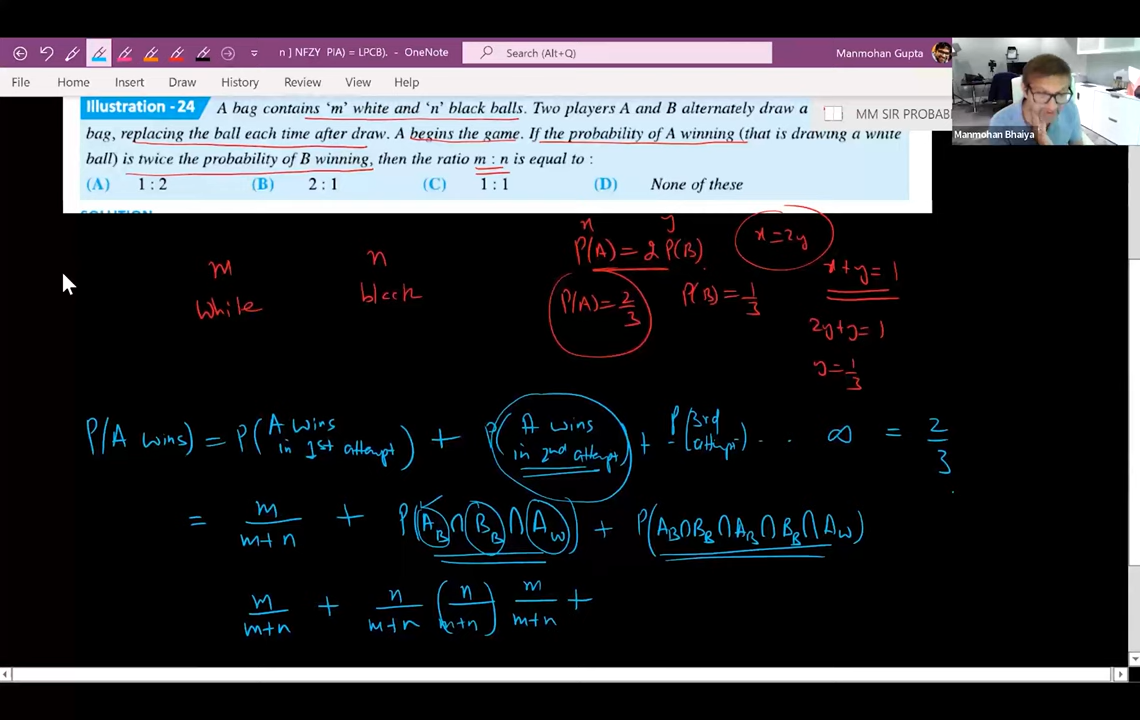 n ] NFZY P(A) = LPCB). - OneNote
Search (Alt+Q)
Manmohan Gupta
File Home Insert Draw History Review View Help
Illustration - 24 A bag contains 'm' white and 'n' black balls. Two players A and B alternately draw a
MM SIR PROBAB
bag, replacing the ball each time after draw. A begins the game. If the probability of A winning (that is drawing a white
Manmohan Bhaiya
ball) is twice the probability of B winning, then the ratio m : n is equal to :
(A) 1 : 2 (B) 2 : 1 (C) 1 : 1 (D) None of these
SOLUTION
x y
P(A) = 2 P(B)
x = 2y
m n
white black
x + y = 1
P(A) = 2/3 P(B) = 1/3
2y + y = 1
y = 1/3
P(A wins) = P(A wins in 1st attempt) + P(A wins in 2nd attempt) + P(3rd attempt) . . . ∞ = 2/3
= m/(m+n) + P(A_B ∩ B_B ∩ A_W) + P(A_B ∩ B_B ∩ A_B ∩ B_B ∩ A_W)
m/(m+n) + n/(m+n) (n/(m+n)) m/(m+n) +